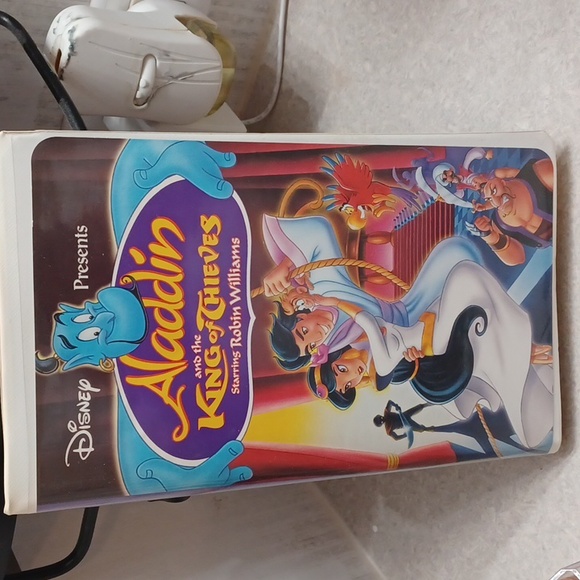 Disney
Presents
Aladdin
and the
KING OF THIEVES
Starring Robin Williams